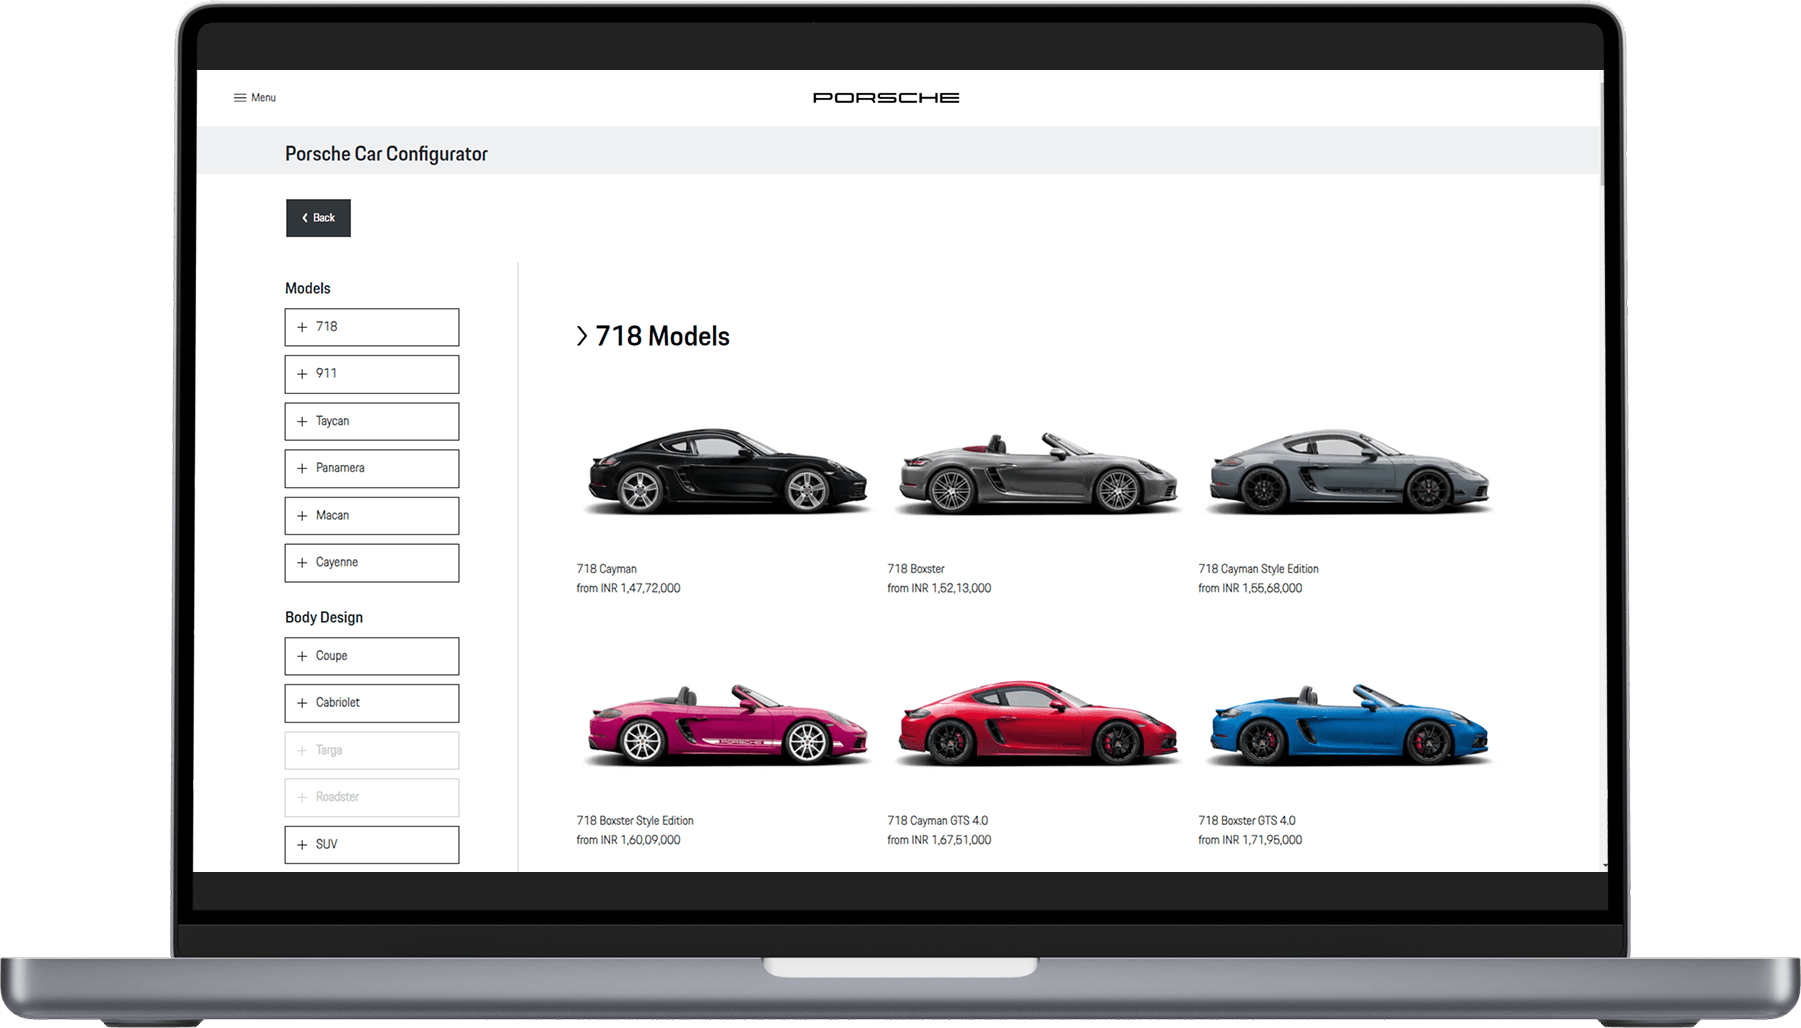 Menu
PORSCHE
Porsche Car Configurator
Back
Models
718
911
Taycan
Panamera
Macan
Cayenne
Body Design
Coupe
Cabriolet
Targa
Roadster
SUV
718 Models
718 Cayman
from INR 1,47,72,000
718 Boxster
from INR 1,52,13,000
718 Cayman Style Edition
from INR 1,55,68,000
718 Boxster Style Edition
from INR 1,60,09,000
718 Cayman GTS 4.0
from INR 1,67,51,000
718 Boxster GTS 4.0
from INR 1,71,95,000